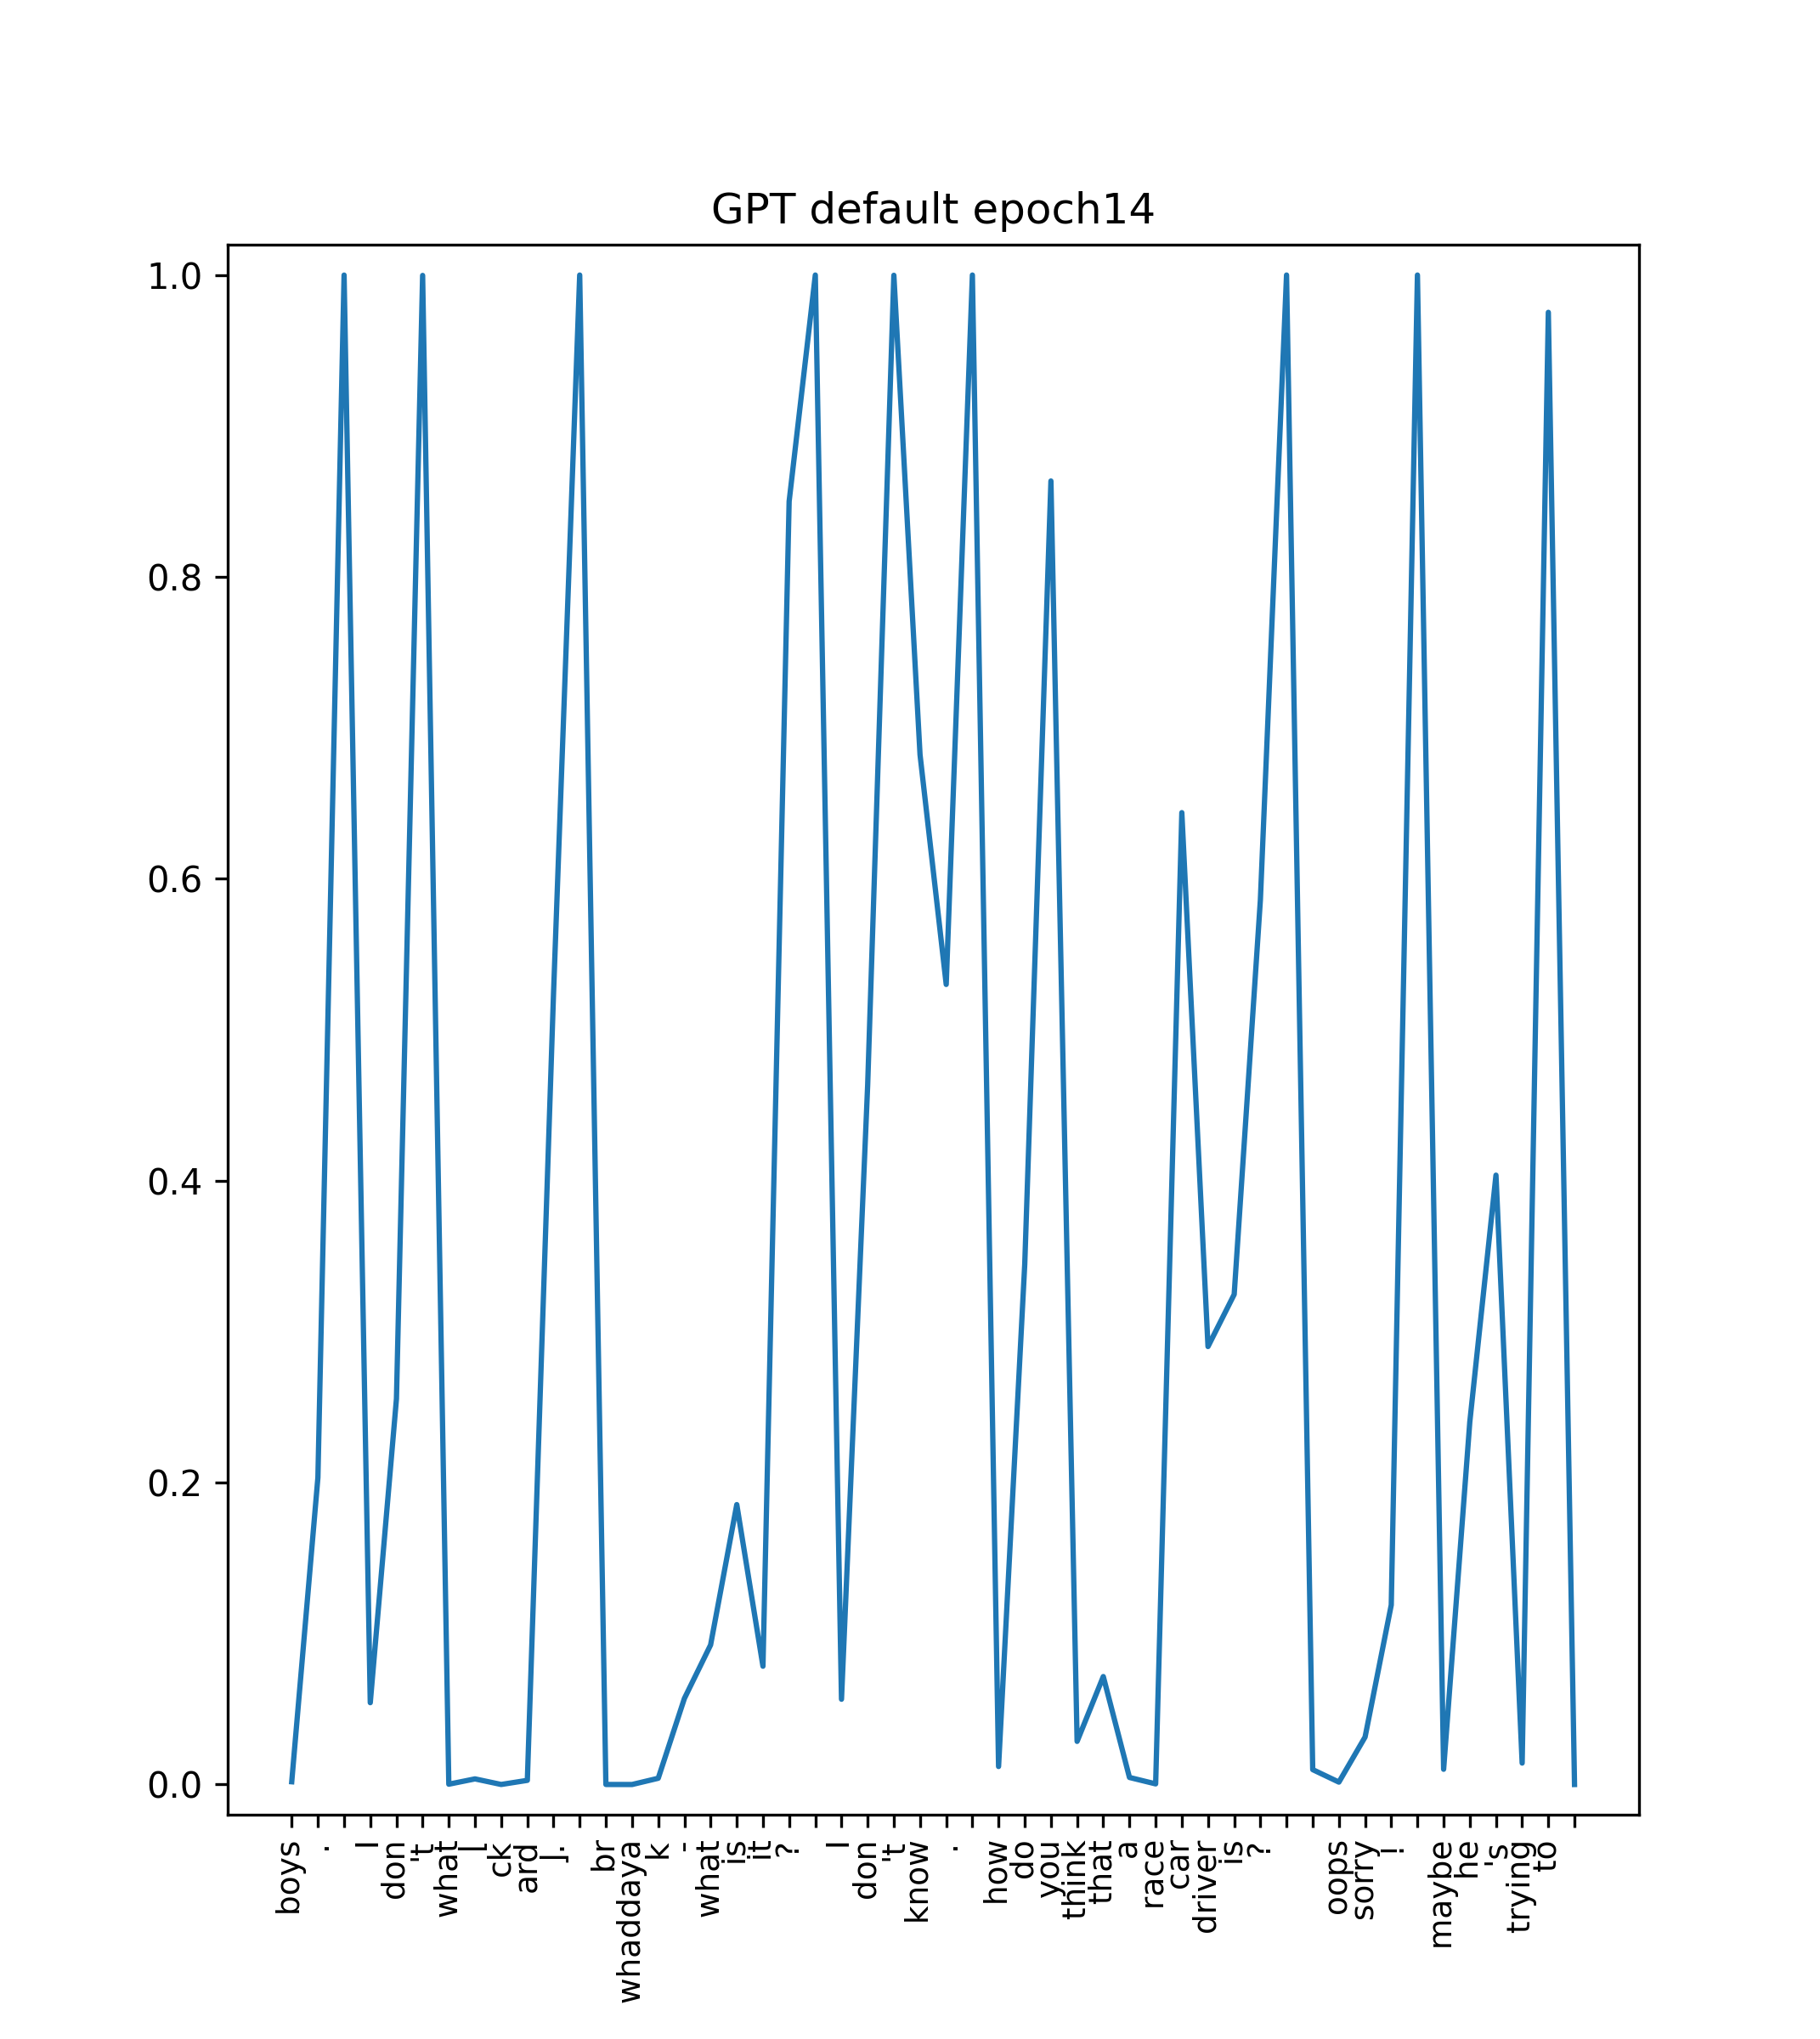 GPT default epoch14
1.0
0.8
0.6
0.4
0.2
0.0
boys
.
I
don
't
what
[
ck
ard
].
br
whaddaya
k
-
what
is
it
?
I
don
't
know
.
how
do
you
think
that
a
race
car
driver
is
?
oops
sorry
!
maybe
he
's
trying
to